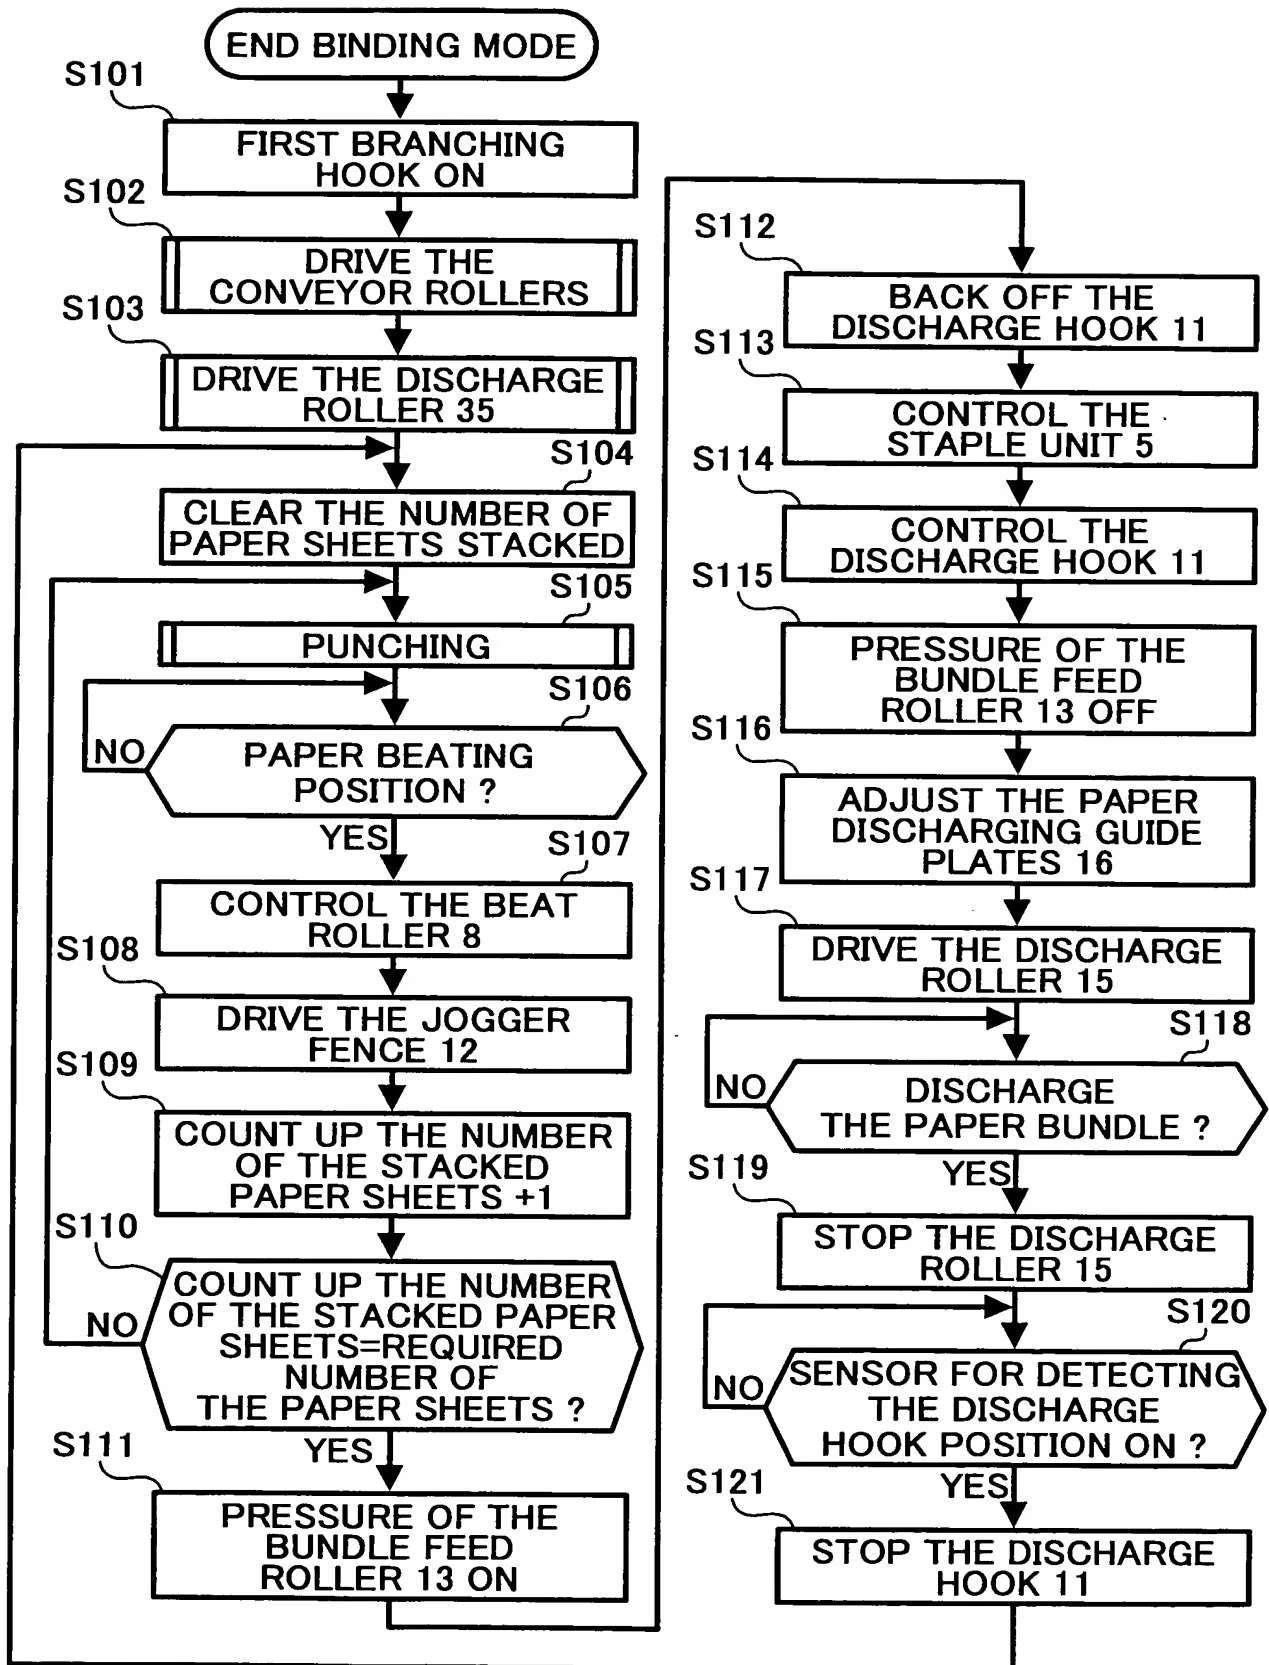 END BINDING MODE
S101
FIRST BRANCHING
HOOK ON
S102
DRIVE THE
CONVEYOR ROLLERS
S103
DRIVE THE DISCHARGE
ROLLER 35
S104
CLEAR THE NUMBER OF
PAPER SHEETS STACKED
S105
PUNCHING
S106
NO
PAPER BEATING
POSITION ?
YES
S107
CONTROL THE BEAT
ROLLER 8
S108
DRIVE THE JOGGER
FENCE 12
S109
COUNT UP THE NUMBER
OF THE STACKED
PAPER SHEETS +1
S110
NO
COUNT UP THE NUMBER
OF THE STACKED PAPER
SHEETS=REQUIRED
NUMBER OF
THE PAPER SHEETS ?
YES
S111
PRESSURE OF THE
BUNDLE FEED
ROLLER 13 ON
S112
BACK OFF THE
DISCHARGE HOOK 11
S113
CONTROL THE
STAPLE UNIT 5
S114
CONTROL THE
DISCHARGE HOOK 11
S115
PRESSURE OF THE
BUNDLE FEED
ROLLER 13 OFF
S116
ADJUST THE PAPER
DISCHARGING GUIDE
PLATES 16
S117
DRIVE THE DISCHARGE
ROLLER 15
S118
NO
DISCHARGE
THE PAPER BUNDLE ?
YES
S119
STOP THE DISCHARGE
ROLLER 15
S120
NO
SENSOR FOR DETECTING
THE DISCHARGE
HOOK POSITION ON ?
YES
S121
STOP THE DISCHARGE
HOOK 11